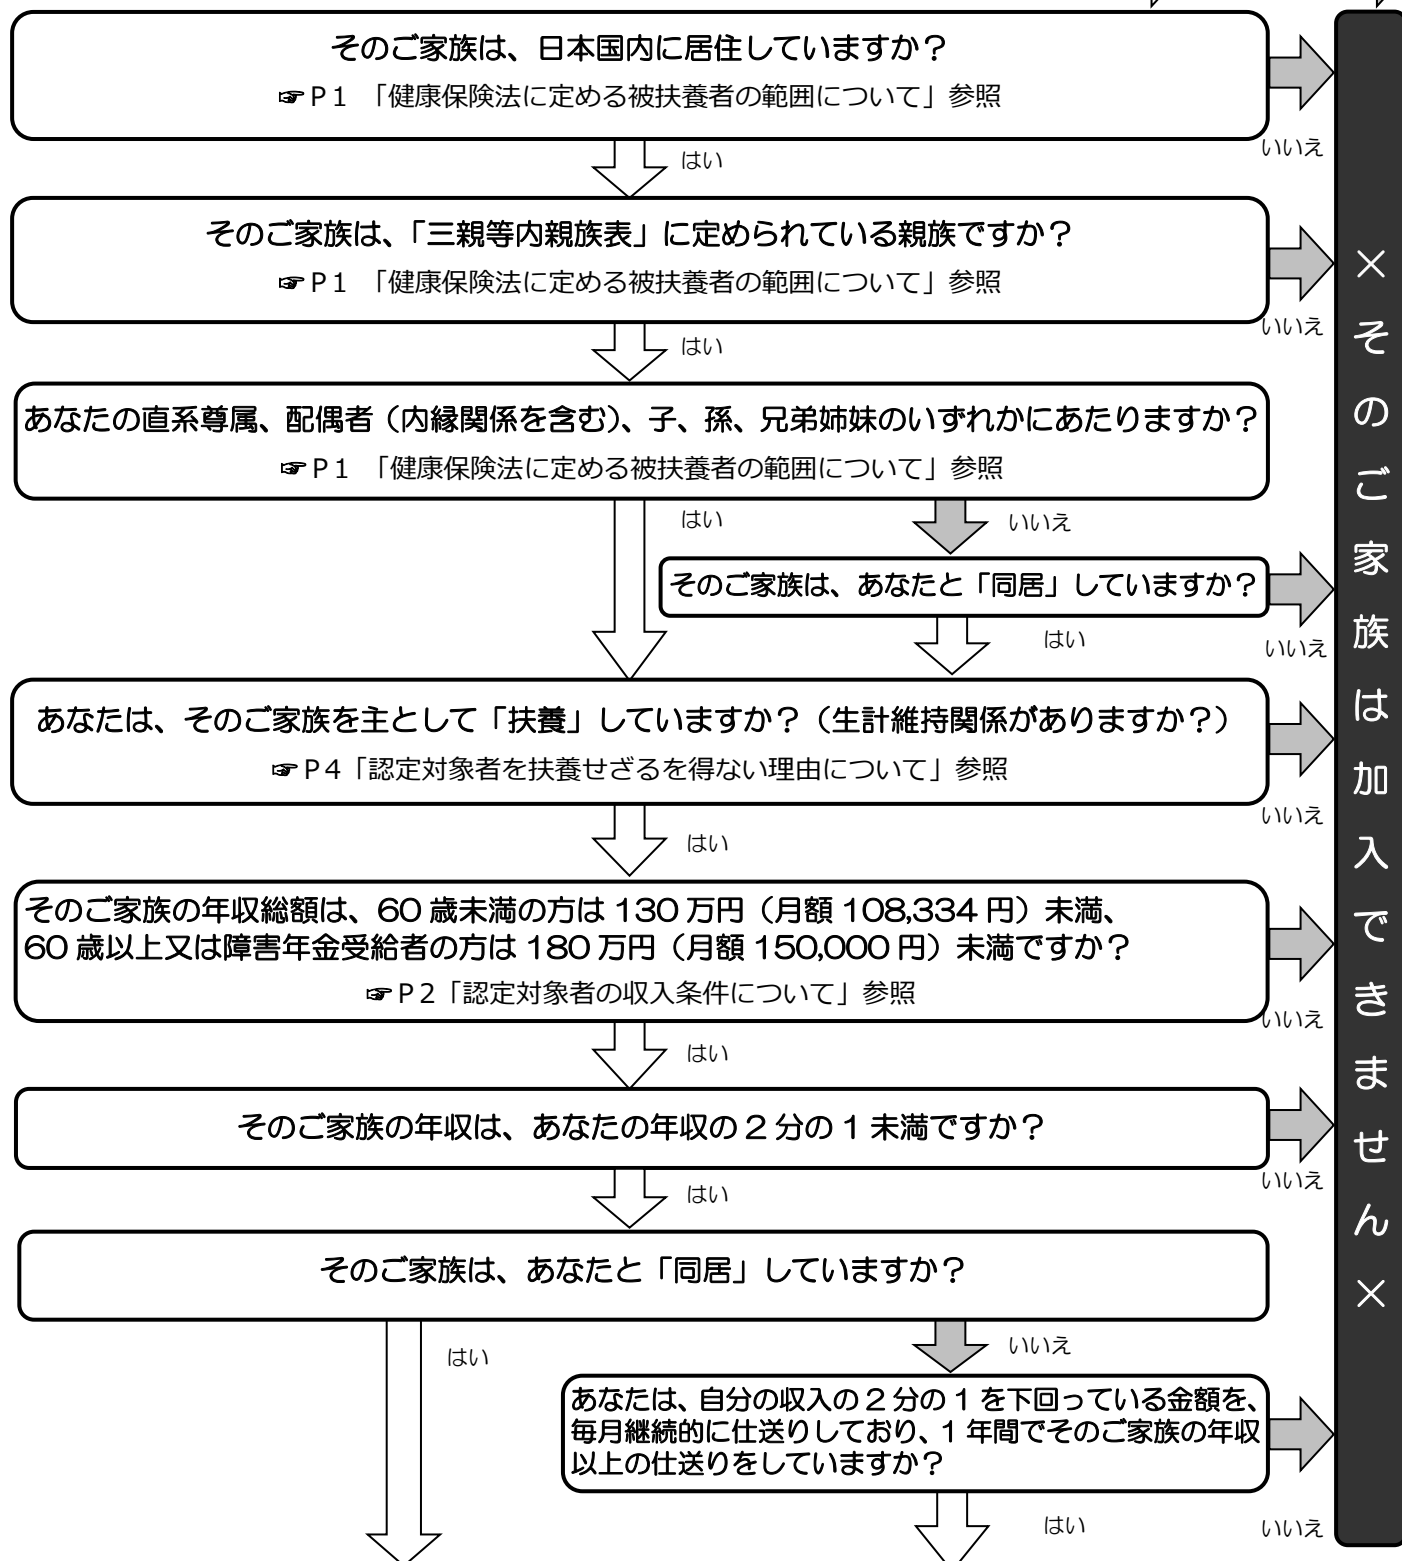 そのご家族は、日本国内に居住していますか？
☞P1　「健康保険法に定める被扶養者の範囲について」参照
いいえ
はい
そのご家族は、「三親等内親族表」に定められている親族ですか？
☞P1　「健康保険法に定める被扶養者の範囲について」参照
いいえ
はい
あなたの直系尊属、配偶者（内縁関係を含む）、子、孫、兄弟姉妹のいずれかにあたりますか？
☞P1　「健康保険法に定める被扶養者の範囲について」参照
はい
いいえ
そのご家族は、あなたと「同居」していますか？
はい
いいえ
あなたは、そのご家族を主として「扶養」していますか？（生計維持関係がありますか？）
☞P4「認定対象者を扶養せざるを得ない理由について」参照
いいえ
はい
そのご家族の年収総額は、60 歳未満の方は 130 万円（月額 108,334 円）未満、
60 歳以上又は障害年金受給者の方は 180 万円（月額 150,000 円）未満ですか？
☞P2「認定対象者の収入条件について」参照
いいえ
はい
そのご家族の年収は、あなたの年収の 2 分の 1 未満ですか？
いいえ
はい
そのご家族は、あなたと「同居」していますか？
はい
いいえ
あなたは、自分の収入の 2 分の 1 を下回っている金額を、
毎月継続的に仕送りしており、1 年間でそのご家族の年収
以上の仕送りをしていますか？
はい
いいえ
×そのご家族は加入できません×